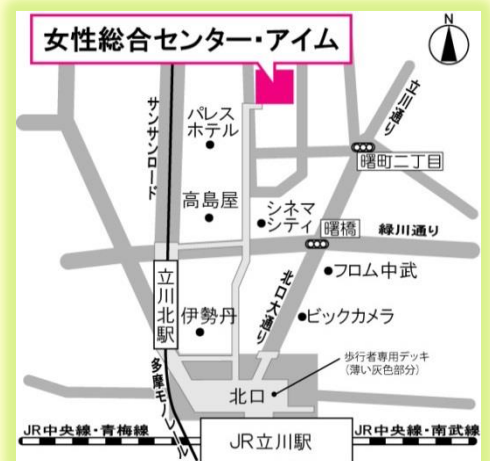 女性総合センター・アイム
N
サンサンロード
パレス
ホテル
立川通り
曙町二丁目
高島屋
シネマ
シティ
曙橋
緑川通り
立川北駅
北口大通り
フロム中武
伊勢丹
ビックカメラ
多摩モノレール
歩行者専用デッキ
(薄い灰色部分)
北口
JR中央線・青梅線
JR立川駅
JR中央線・南武線